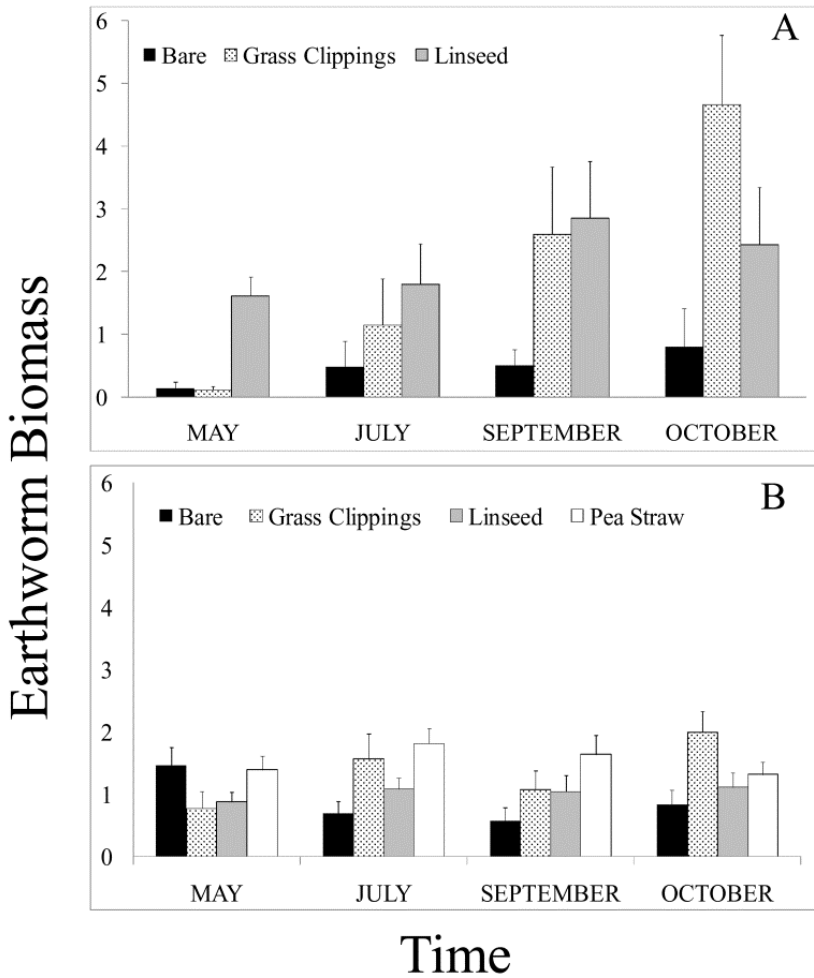 A
Bare Grass Clippings Linseed
6
5
4
3
2
1
0
MAY JULY SEPTEMBER OCTOBER
Earthworm Biomass
B
Bare Grass Clippings Linseed Pea Straw
6
5
4
3
2
1
0
MAY JULY SEPTEMBER OCTOBER
Time